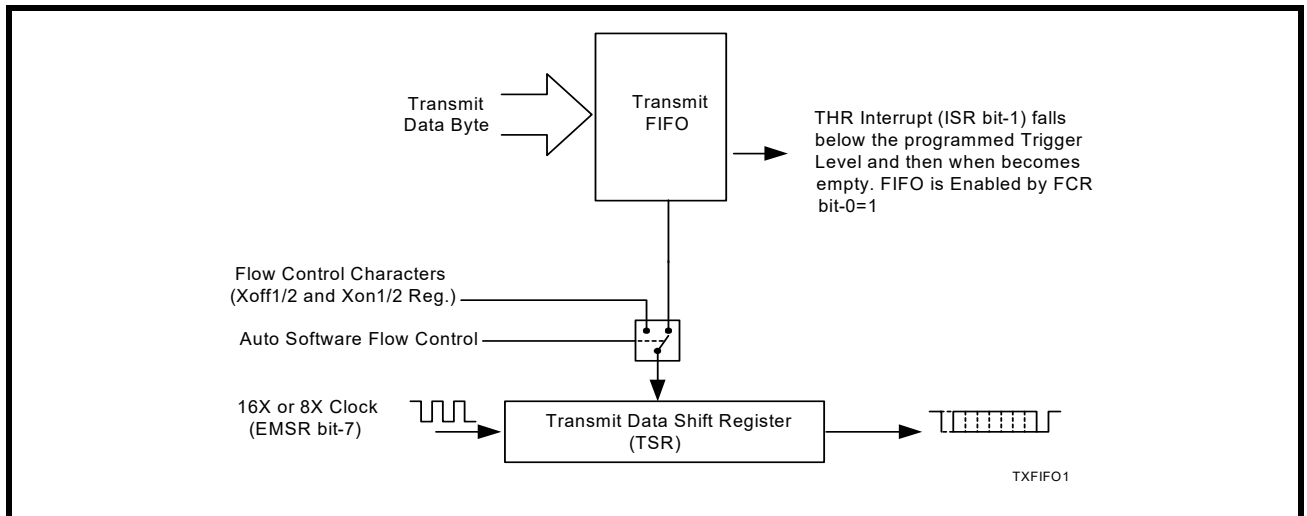 Transmit
Data Byte
Transmit
FIFO
THR Interrupt (ISR bit-1) falls
below the programmed Trigger
Level and then when becomes
empty. FIFO is Enabled by FCR
bit-0=1
Flow Control Characters
(Xoff1/2 and Xon1/2 Reg.)
Auto Software Flow Control
16X or 8X Clock
(EMSR bit-7)
Transmit Data Shift Register
(TSR)
TXFIFO1